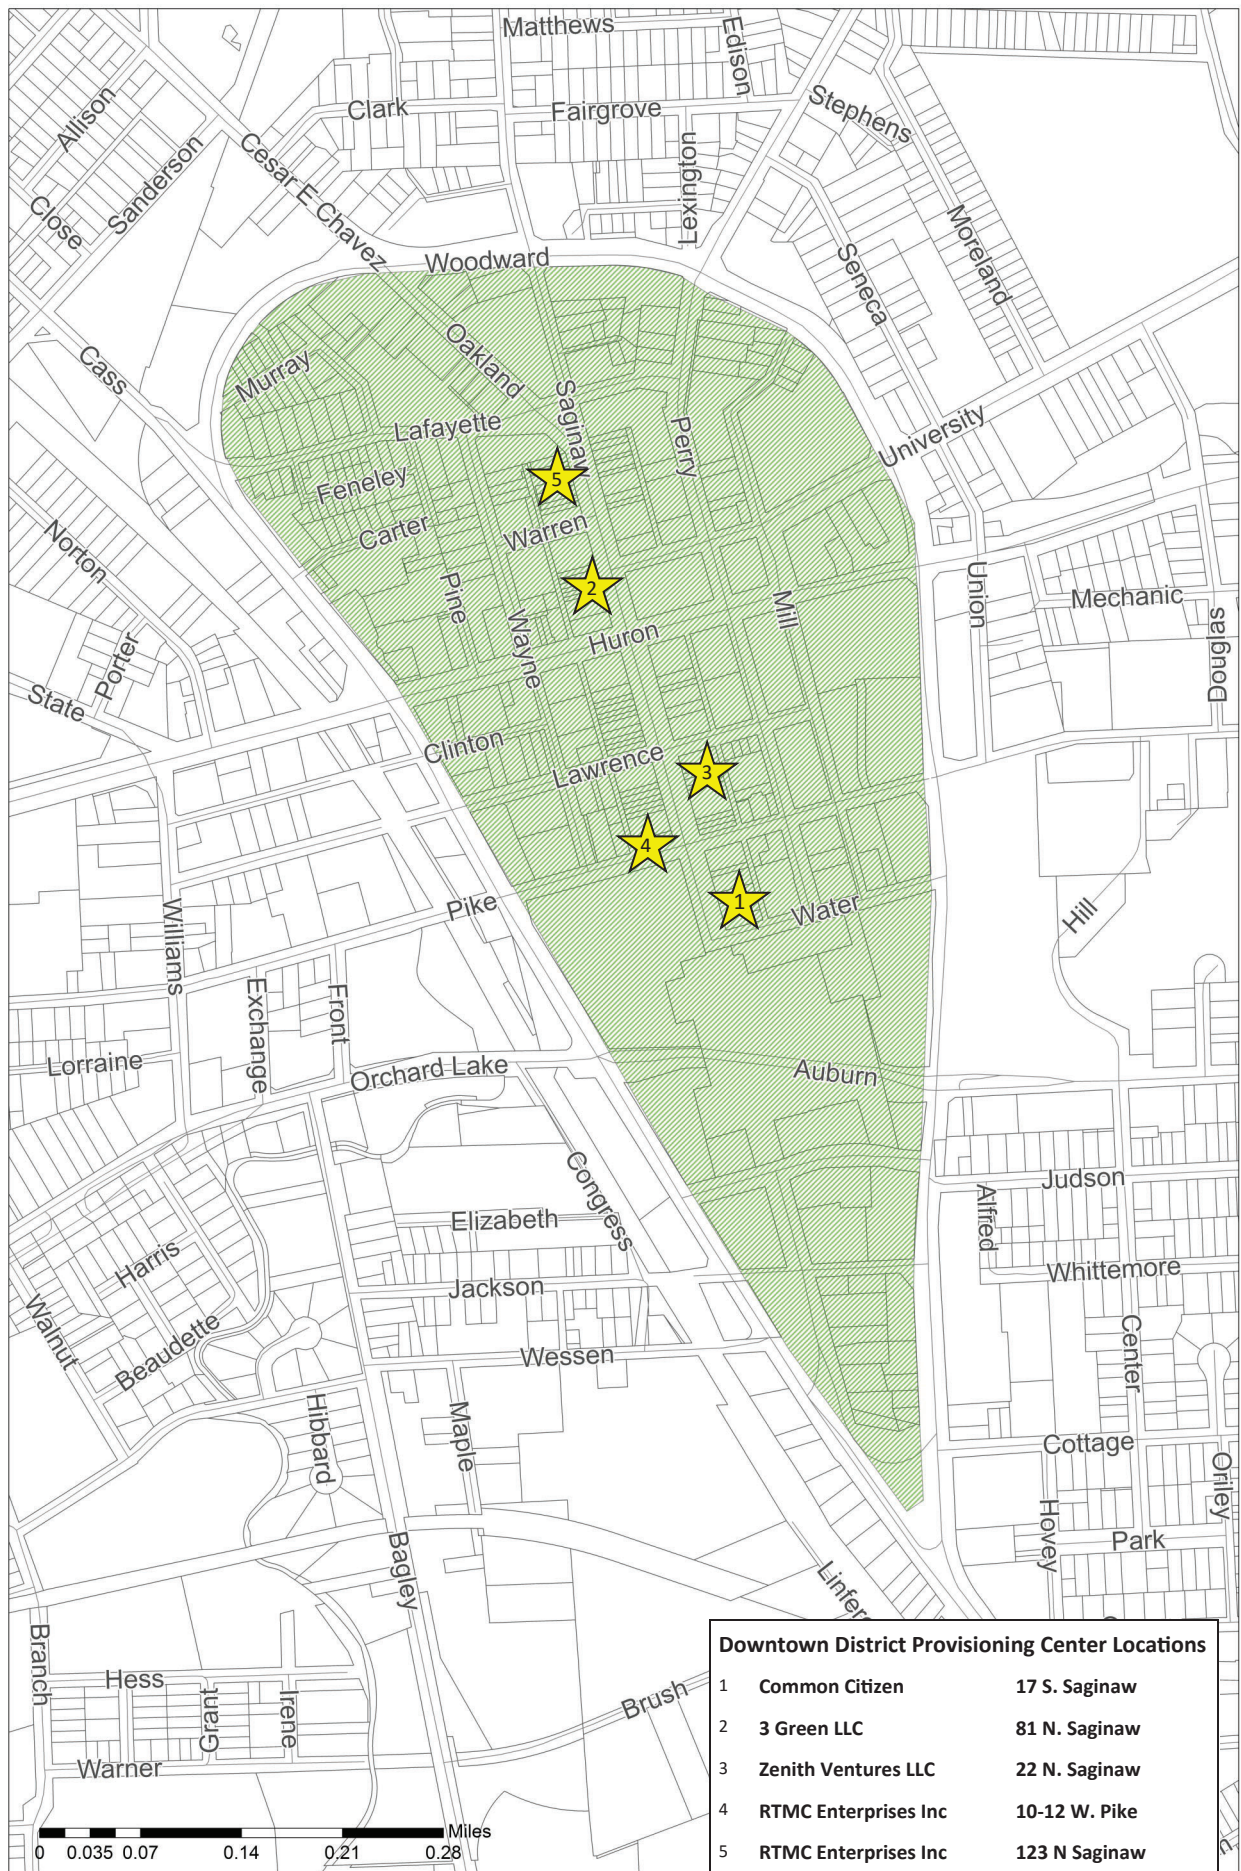 Matthews
Edison
Allison
Clark
Fairgrove
Stephens
Sanderson
Cesar E Chavez
Lexington
Close
Moreland
Woodward
Seneca
Cass
Murray
Oakland
Saginaw
Lafayette
Perry
University
Feneley
5
Carter
Warren
Norton
Pine
2
Mill
Union
Mechanic
Porter
Wayne
Huron
Douglas
State
Clinton
Lawrence
3
4
Pike
1
Water
Williams
Hill
Exchange
Front
Lorraine
Orchard Lake
Auburn
Congress
Judson
Elizabeth
Alfred
Harris
Whittemore
Jackson
Walnut
Beaudette
Wessen
Center
Hibbard
Maple
Cottage
Oriley
Hovey
Park
Bagley
Branch
Hess
Grant
Irene
Brush
Warner
Downtown District Provisioning Center Locations
1 Common Citizen 17 S. Saginaw
2 3 Green LLC 81 N. Saginaw
3 Zenith Ventures LLC 22 N. Saginaw
4 RTMC Enterprises Inc 10-12 W. Pike
5 RTMC Enterprises Inc 123 N Saginaw
Miles
0 0.035 0.07 0.14 0.21 0.28